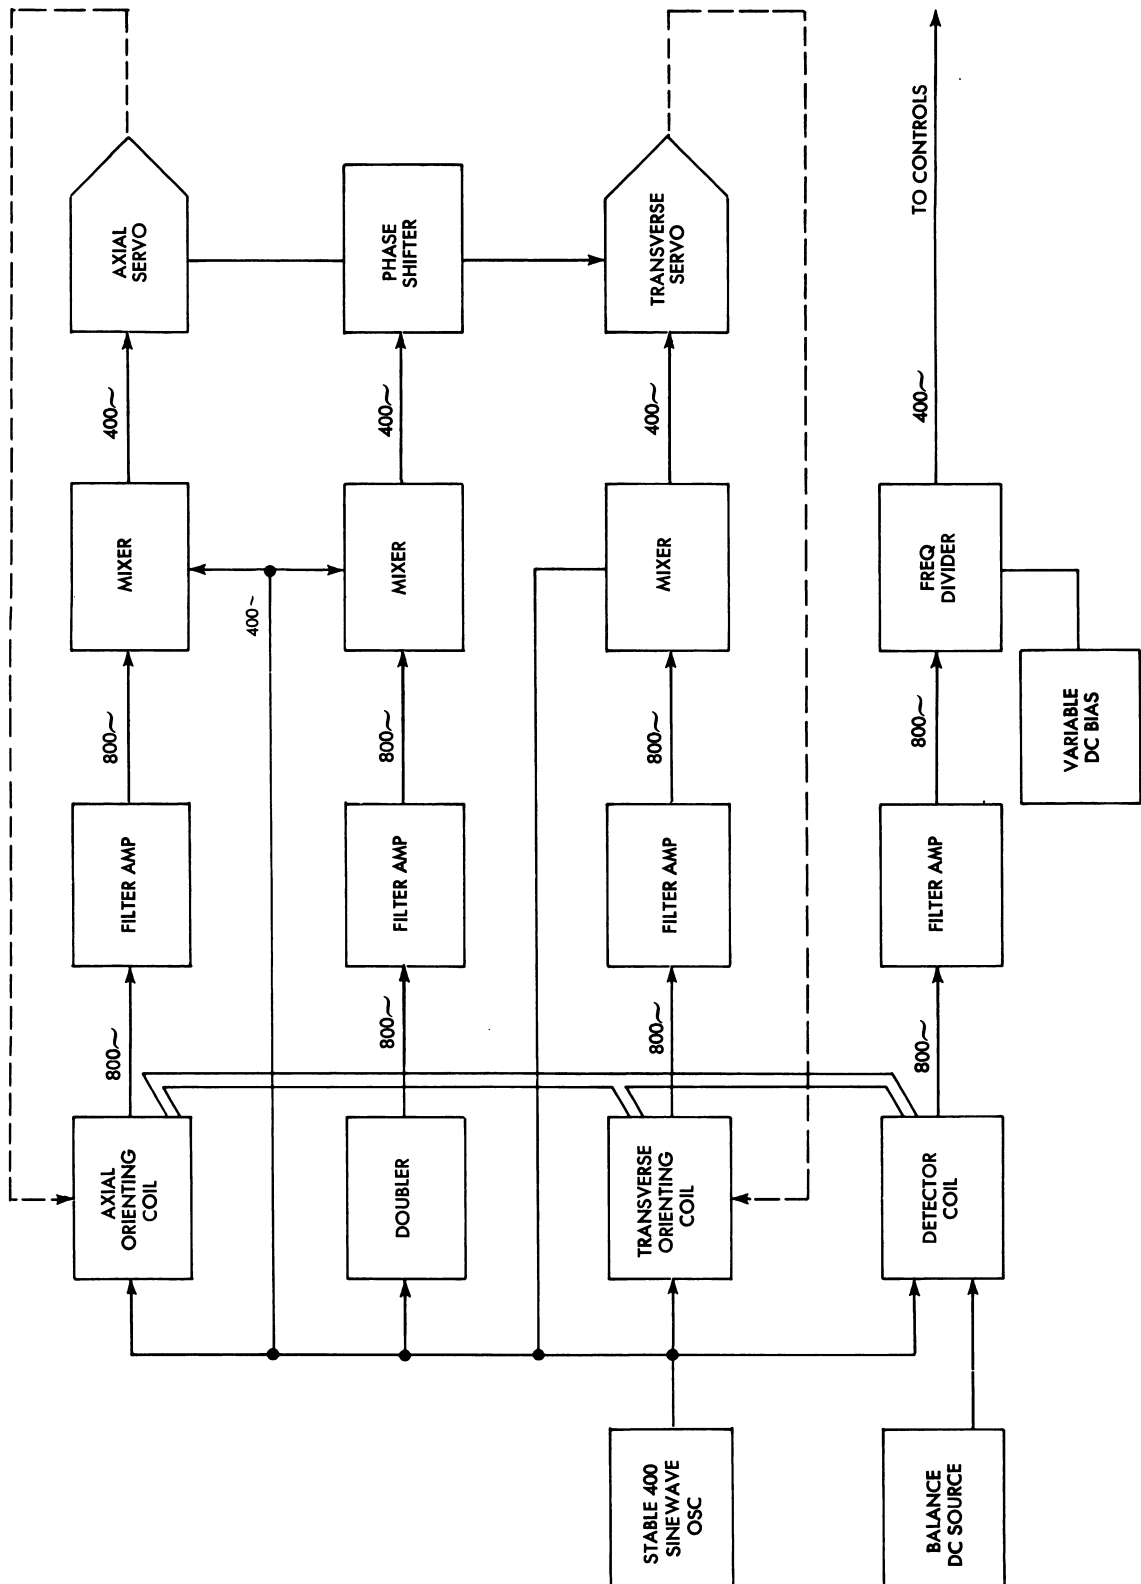 AXIAL
SERVO
PHASE
SHIFTER
TRANSVERSE
SERVO
TO CONTROLS
400~
400~
400~
400~
MIXER
MIXER
MIXER
FREQ
DIVIDER
400~
800~
800~
800~
800~
VARIABLE
DC BIAS
FILTER AMP
FILTER AMP
FILTER AMP
FILTER AMP
800~
800~
800~
800~
AXIAL
ORIENTING
COIL
DOUBLER
TRANSVERSE
ORIENTING
COIL
DETECTOR
COIL
STABLE 400
SINEWAVE
OSC
BALANCE
DC SOURCE